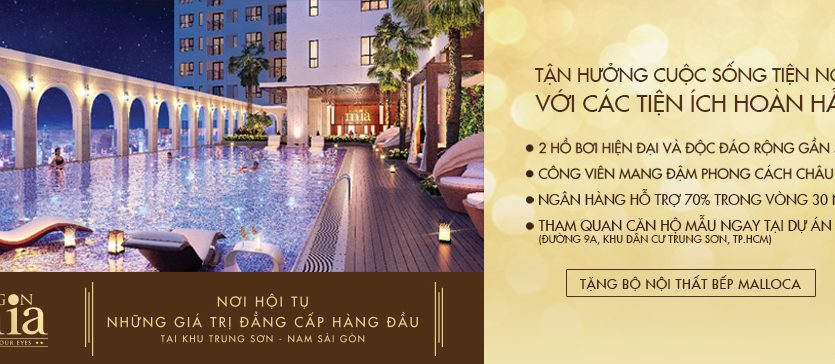 mia
GON
mia
OUR EYES
NƠI HỘI TỤ
NHỮNG GIÁ TRỊ ĐẲNG CẤP HÀNG ĐẦU
TẠI KHU TRUNG SƠN - NAM SÀI GÒN
TẬN HƯỞNG CUỘC SỐNG TIỆN NG
VỚI CÁC TIỆN ÍCH HOÀN HẢ
• 2 HỒ BƠI HIỆN ĐẠI VÀ ĐỘC ĐÁO RỘNG GẦN
• CÔNG VIÊN MANG ĐẬM PHONG CÁCH CHÂU
• NGÂN HÀNG HỖ TRỢ 70% TRONG VÒNG 30 N
• THAM QUAN CĂN HỘ MẪU NGAY TẠI DỰ ÁN
(ĐƯỜNG 9A, KHU DÂN CƯ TRUNG SƠN, TP.HCM)
TẶNG BỘ NỘI THẤT BẾP MALLOCA